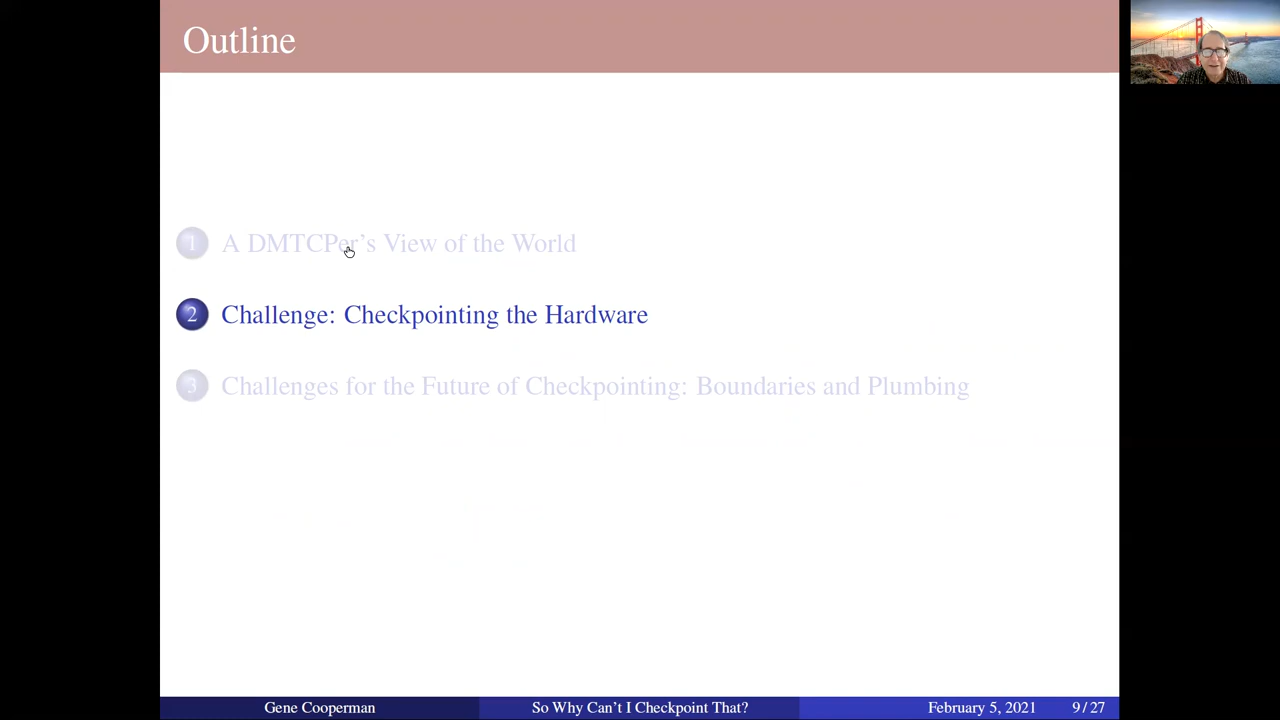 Outline
1 A DMTCPer's View of the World
2 Challenge: Checkpointing the Hardware
3 Challenges for the Future of Checkpointing: Boundaries and Plumbing
Gene Cooperman So Why Can't I Checkpoint That? February 5, 2021 9 / 27